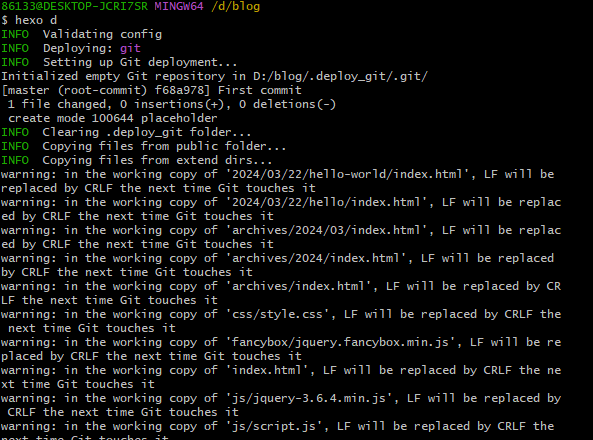 86133@DESKTOP-JCRI7SR MINGW64 /d/blog
$ hexo d
INFO  Validating config
INFO  Deploying: git
INFO  Setting up Git deployment...
Initialized empty Git repository in D:/blog/.deploy_git/.git/
[master (root-commit) f68a978] First commit
 1 file changed, 0 insertions(+), 0 deletions(-)
 create mode 100644 placeholder
INFO  Clearing .deploy_git folder...
INFO  Copying files from public folder...
INFO  Copying files from extend dirs...
warning: in the working copy of '2024/03/22/hello-world/index.html', LF will be
replaced by CRLF the next time Git touches it
warning: in the working copy of '2024/03/22/hello/index.html', LF will be replac
ed by CRLF the next time Git touches it
warning: in the working copy of 'archives/2024/03/index.html', LF will be replac
ed by CRLF the next time Git touches it
warning: in the working copy of 'archives/2024/index.html', LF will be replaced
by CRLF the next time Git touches it
warning: in the working copy of 'archives/index.html', LF will be replaced by CR
LF the next time Git touches it
warning: in the working copy of 'css/style.css', LF will be replaced by CRLF the
 next time Git touches it
warning: in the working copy of 'fancybox/jquery.fancybox.min.js', LF will be re
placed by CRLF the next time Git touches it
warning: in the working copy of 'index.html', LF will be replaced by CRLF the ne
xt time Git touches it
warning: in the working copy of 'js/jquery-3.6.4.min.js', LF will be replaced by
 CRLF the next time Git touches it
warning: in the working copy of 'js/script.js', LF will be replaced by CRLF the
next time Git touches it